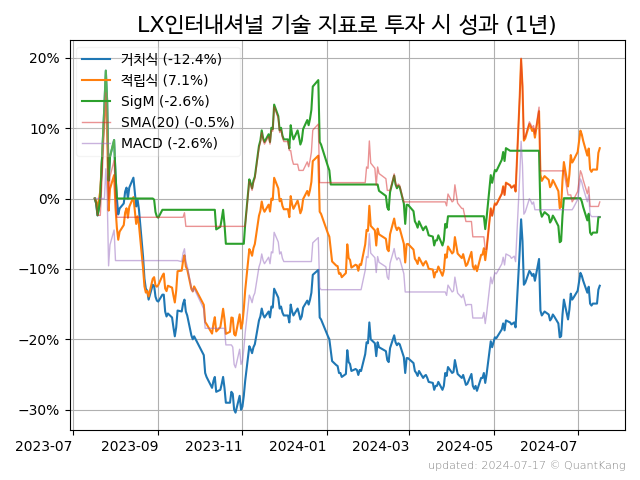 LX인터내셔널 기술 지표로 투자 시 성과 (1년)
거치식 (-12.4%)
적립식 (7.1%)
SigM (-2.6%)
SMA(20) (-0.5%)
MACD (-2.6%)
20%
10%
0%
−10%
−20%
−30%
2023-07 2023-09 2023-11 2024-01 2024-03 2024-05 2024-07
updated: 2024-07-17 © QuantKang